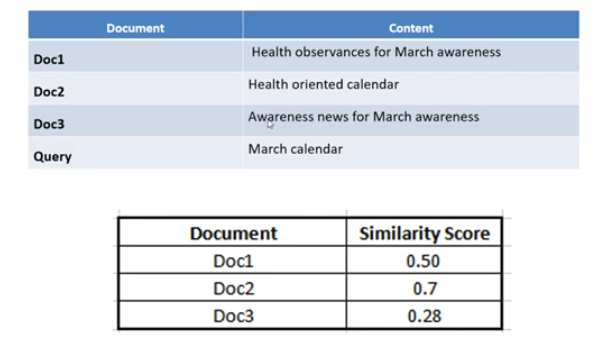 Document Content
Doc1 Health observances for March awareness
Doc2 Health oriented calendar
Doc3 Awareness news for March awareness
Query March calendar
Document Similarity Score
Doc1 0.50
Doc2 0.7
Doc3 0.28